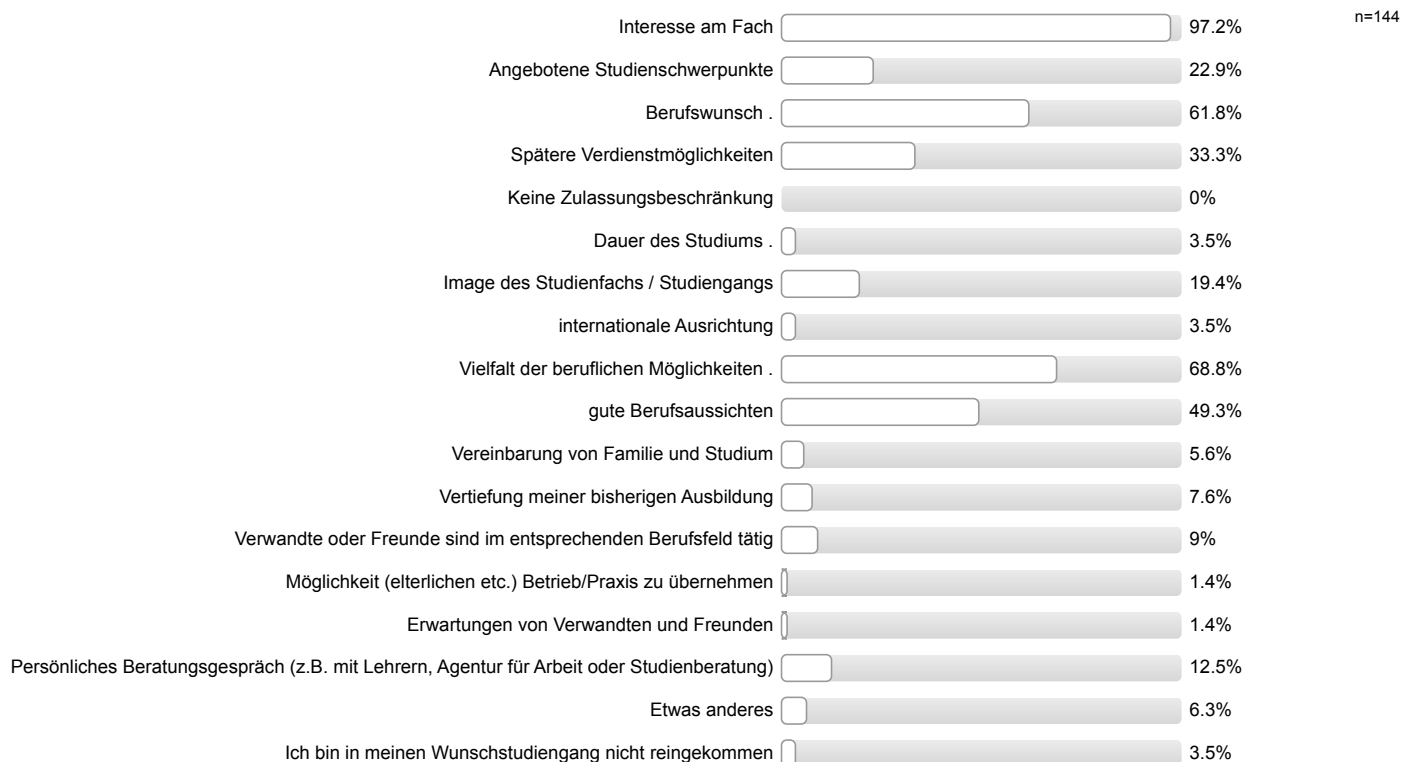 n=144
Interesse am Fach 97.2%
Angebotene Studienschwerpunkte 22.9%
Berufswunsch . 61.8%
Spätere Verdienstmöglichkeiten 33.3%
Keine Zulassungsbeschränkung 0%
Dauer des Studiums . 3.5%
Image des Studienfachs / Studiengangs 19.4%
internationale Ausrichtung 3.5%
Vielfalt der beruflichen Möglichkeiten . 68.8%
gute Berufsaussichten 49.3%
Vereinbarung von Familie und Studium 5.6%
Vertiefung meiner bisherigen Ausbildung 7.6%
Verwandte oder Freunde sind im entsprechenden Berufsfeld tätig 9%
Möglichkeit (elterlichen etc.) Betrieb/Praxis zu übernehmen 1.4%
Erwartungen von Verwandten und Freunden 1.4%
Persönliches Beratungsgespräch (z.B. mit Lehrern, Agentur für Arbeit oder Studienberatung) 12.5%
Etwas anderes 6.3%
Ich bin in meinen Wunschstudiengang nicht reingekommen 3.5%